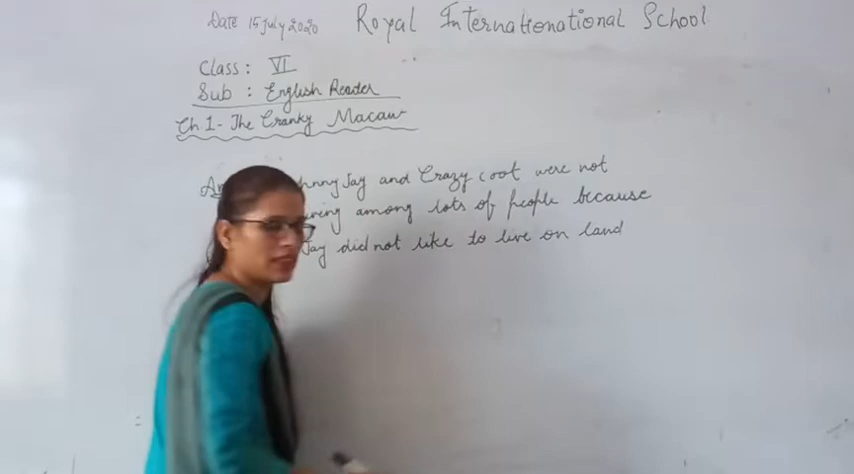 Date 15 July 2020 Royal Internationational School
Class : VI
Sub : English Reader
Ch 1 - The Cranky Macaw
Jay and Crazy coot were not
among lots of people because
Jay did not like to live on land